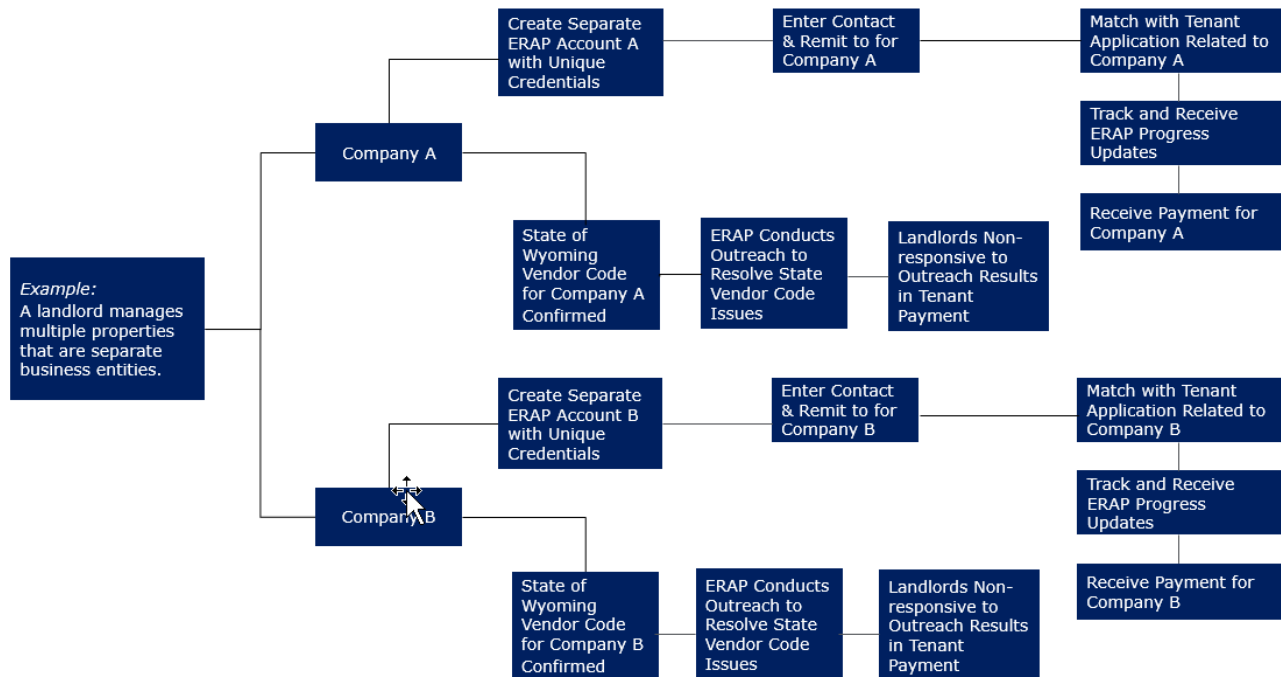 Example:
A landlord manages
multiple properties
that are separate
business entities.
Company A
Create Separate
ERAP Account A
with Unique
Credentials
Enter Contact
& Remit to for
Company A
Match with Tenant
Application Related to
Company A
Track and Receive
ERAP Progress
Updates
Receive Payment for
Company A
State of
Wyoming
Vendor Code
for Company A
Confirmed
ERAP Conducts
Outreach to
Resolve State
Vendor Code
Issues
Landlords Non-
responsive to
Outreach Results
in Tenant
Payment
Company B
Create Separate
ERAP Account B
with Unique
Credentials
Enter Contact
& Remit to for
Company B
Match with Tenant
Application Related to
Company B
Track and Receive
ERAP Progress
Updates
Receive Payment for
Company B
State of
Wyoming
Vendor Code
for Company B
Confirmed
ERAP Conducts
Outreach to
Resolve State
Vendor Code
Issues
Landlords Non-
responsive to
Outreach Results
in Tenant
Payment